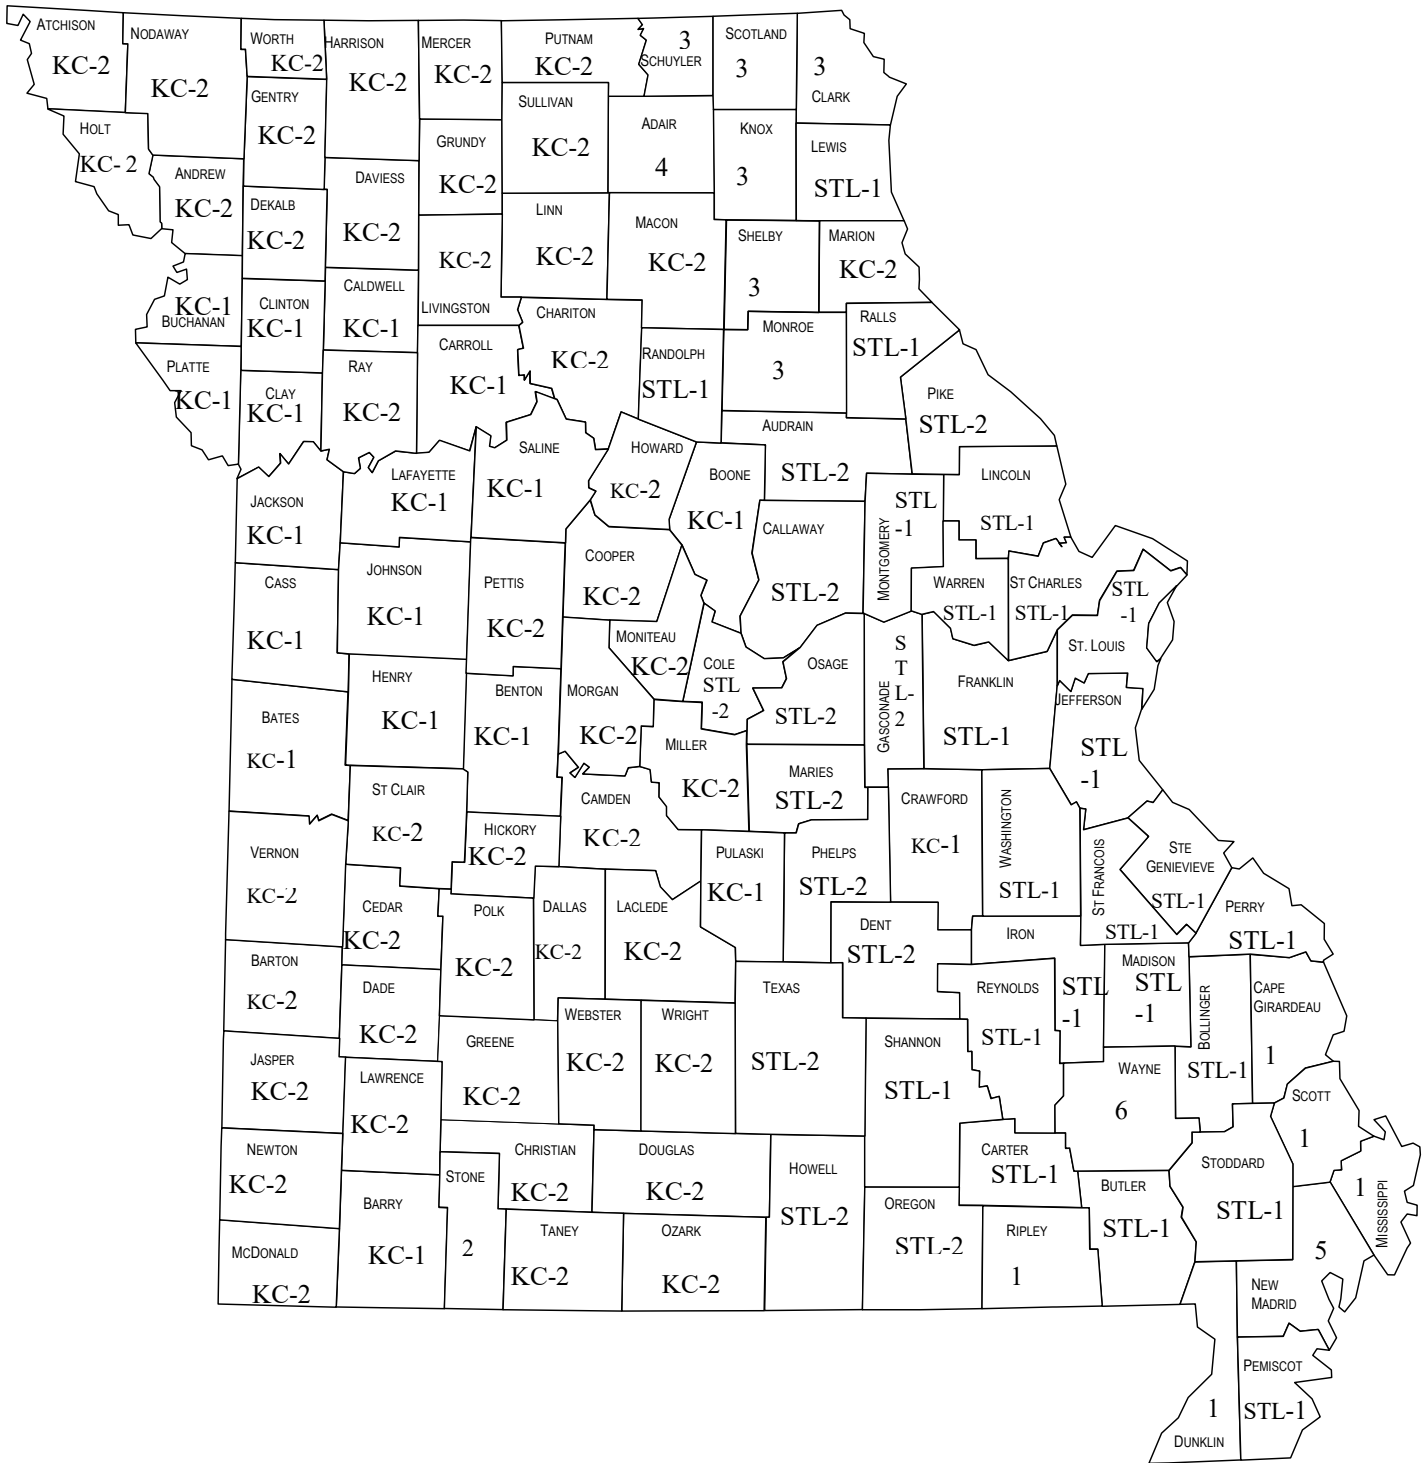 ATCHISON
KC-2
NODAWAY
KC-2
WORTH
KC-2
HARRISON
KC-2
MERCER
KC-2
PUTNAM
KC-2
3
SCHUYLER
SCOTLAND
3
3
CLARK
HOLT
KC-2
GENTRY
KC-2
SULLIVAN
KC-2
ADAIR
4
KNOX
3
LEWIS
STL-1
GRUNDY
KC-2
ANDREW
KC-2
DEKALB
KC-2
DAVIESS
KC-2
LINN
KC-2
MACON
KC-2
SHELBY
3
MARION
KC-2
KC-2
LIVINGSTON
KC-1
BUCHANAN
CLINTON
KC-1
CALDWELL
KC-1
CHARITON
KC-2
RANDOLPH
STL-1
MONROE
3
RALLS
STL-1
PLATTE
KC-1
CLAY
KC-1
RAY
KC-2
CARROLL
KC-1
PIKE
STL-2
AUDRAIN
STL-2
SALINE
KC-1
HOWARD
KC-2
BOONE
KC-1
LINCOLN
STL-1
JACKSON
KC-1
LAFAYETTE
KC-1
STL
-1
MONTGOMERY
CALLAWAY
STL-2
COOPER
KC-2
CASS
KC-1
JOHNSON
KC-1
PETTIS
KC-2
WARREN
STL-1
ST CHARLES
STL-1
STL
-1
ST. LOUIS
MONITEAU
KC-2
COLE
STL
-2
OSAGE
STL-2
S
T
L-
2
GASCONADE
FRANKLIN
STL-1
JEFFERSON
STL
-1
HENRY
KC-1
BENTON
KC-1
MORGAN
KC-2
BATES
KC-1
MILLER
KC-2
MARIES
STL-2
ST CLAIR
KC-2
HICKORY
KC-2
CAMDEN
KC-2
CRAWFORD
KC-1
WASHINGTON
STL-1
ST FRANCOIS
STL-1
STE
GENEVIEVE
STL-1
VERNON
KC-2
PULASKI
KC-1
PHELPS
STL-2
CEDAR
KC-2
POLK
KC-2
DALLAS
KC-2
LACLEDE
KC-2
DENT
STL-2
IRON
STL
-1
PERRY
STL-1
BARTON
KC-2
DADE
KC-2
TEXAS
STL-2
REYNOLDS
STL-1
MADISON
STL
-1
BOLLINGER
STL-1
CAPE
GIRARDEAU
1
GREENE
KC-2
WEBSTER
KC-2
WRIGHT
KC-2
SHANNON
STL-1
JASPER
KC-2
LAWRENCE
KC-2
WAYNE
6
SCOTT
1
NEWTON
KC-2
STONE
2
CHRISTIAN
KC-2
DOUGLAS
KC-2
HOWELL
STL-2
CARTER
STL-1
STODDARD
STL-1
1
MISSISSIPPI
BARRY
KC-1
OREGON
STL-2
BUTLER
STL-1
MCDONALD
KC-2
TANEY
KC-2
OZARK
KC-2
RIPLEY
1
5
NEW
MADRID
PEMISCOT
STL-1
1
DUNKLIN